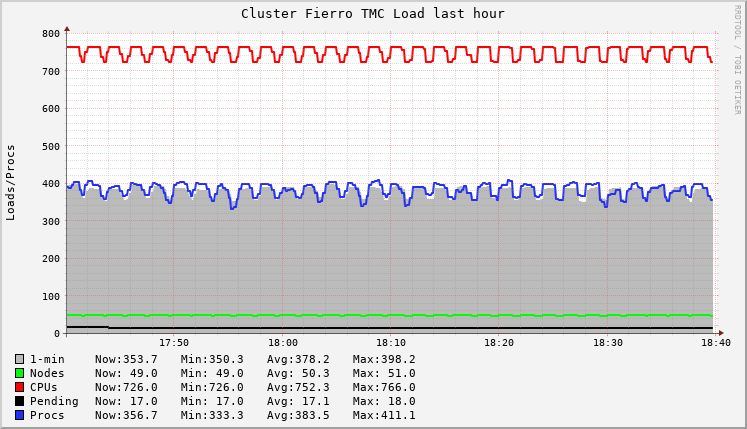 Cluster Fierro TMC Load last hour
RRDTOOL / TOBI OETIKER
Loads/Procs
800
700
600
500
400
300
200
100
0
17:50 18:00 18:10 18:20 18:30 18:40
1-min Now:353.7 Min:350.3 Avg:378.2 Max:398.2
Nodes Now: 49.0 Min: 49.0 Avg: 50.3 Max: 51.0
CPUs Now:726.0 Min:726.0 Avg:752.3 Max:766.0
Pending Now: 17.0 Min: 17.0 Avg: 17.1 Max: 18.0
Procs Now:356.7 Min:333.3 Avg:383.5 Max:411.1